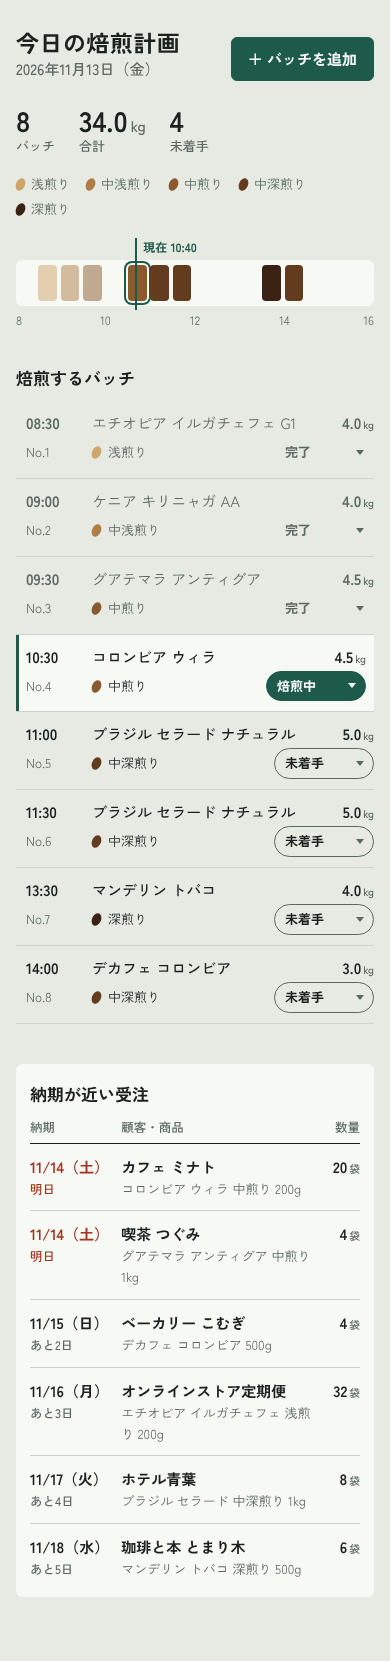 今日の焙煎計画
2026年11月13日（金）
＋ バッチを追加
8 34.0 kg 4
バッチ 合計 未着手
浅煎り 中浅煎り 中煎り 中深煎り
深煎り
現在 10:40
8 10 12 14 16
焙煎するバッチ
08:30 エチオピア イルガチェフェ G1 4.0 kg
No.1 浅煎り 完了
09:00 ケニア キリニャガ AA 4.0 kg
No.2 中浅煎り 完了
09:30 グアテマラ アンティグア 4.5 kg
No.3 中煎り 完了
10:30 コロンビア ウィラ 4.5 kg
No.4 中煎り 焙煎中
11:00 ブラジル セラード ナチュラル 5.0 kg
No.5 中深煎り 未着手
11:30 ブラジル セラード ナチュラル 5.0 kg
No.6 中深煎り 未着手
13:30 マンデリン トバコ 4.0 kg
No.7 深煎り 未着手
14:00 デカフェ コロンビア 3.0 kg
No.8 中深煎り 未着手
納期が近い受注
納期 顧客・商品 数量
11/14（土） カフェ ミナト 20 袋
明日 コロンビア ウィラ 中煎り 200g
11/14（土） 喫茶 つぐみ 4 袋
明日 グアテマラ アンティグア 中煎り
1kg
11/15（日） ベーカリー こむぎ 4 袋
あと2日 デカフェ コロンビア 500g
11/16（月） オンラインストア定期便 32 袋
あと3日 エチオピア イルガチェフェ 浅煎
り 200g
11/17（火） ホテル青葉 8 袋
あと4日 ブラジル セラード 中深煎り 1kg
11/18（水） 珈琲と本 とまり木 6 袋
あと5日 マンデリン トバコ 深煎り 500g